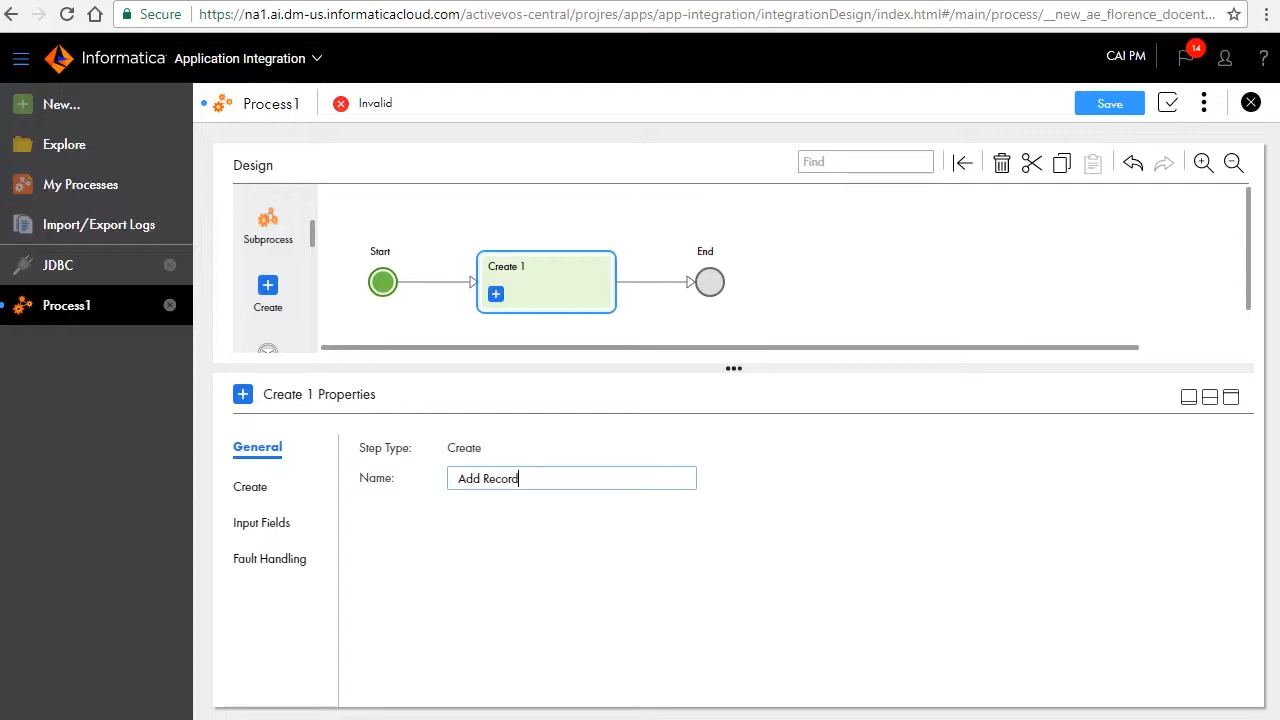 Secure https://na1.ai.dm-us.informaticacloud.com/activevos-central/projres/apps/app-integration/integrationDesign/index.html#/main/process/__new_ae_florence_docent...
Informatica Application Integration
CAI PM
14
?
New...
Explore
My Processes
Import/Export Logs
JDBC
Process1
Process1
Invalid
Save
Design
Find
Subprocess
Create
Start
Create 1
End
Create 1 Properties
General
Create
Input Fields
Fault Handling
Step Type: Create
Name: Add Record